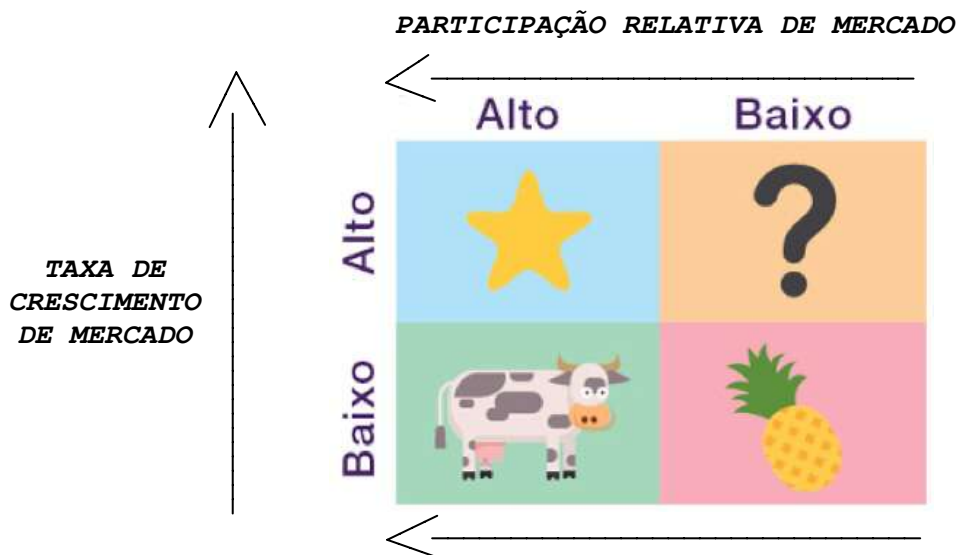 PARTICIPAÇÃO RELATIVA DE MERCADO
Alto Baixo
Alto
TAXA DE
CRESCIMENTO
DE MERCADO
Baixo
?